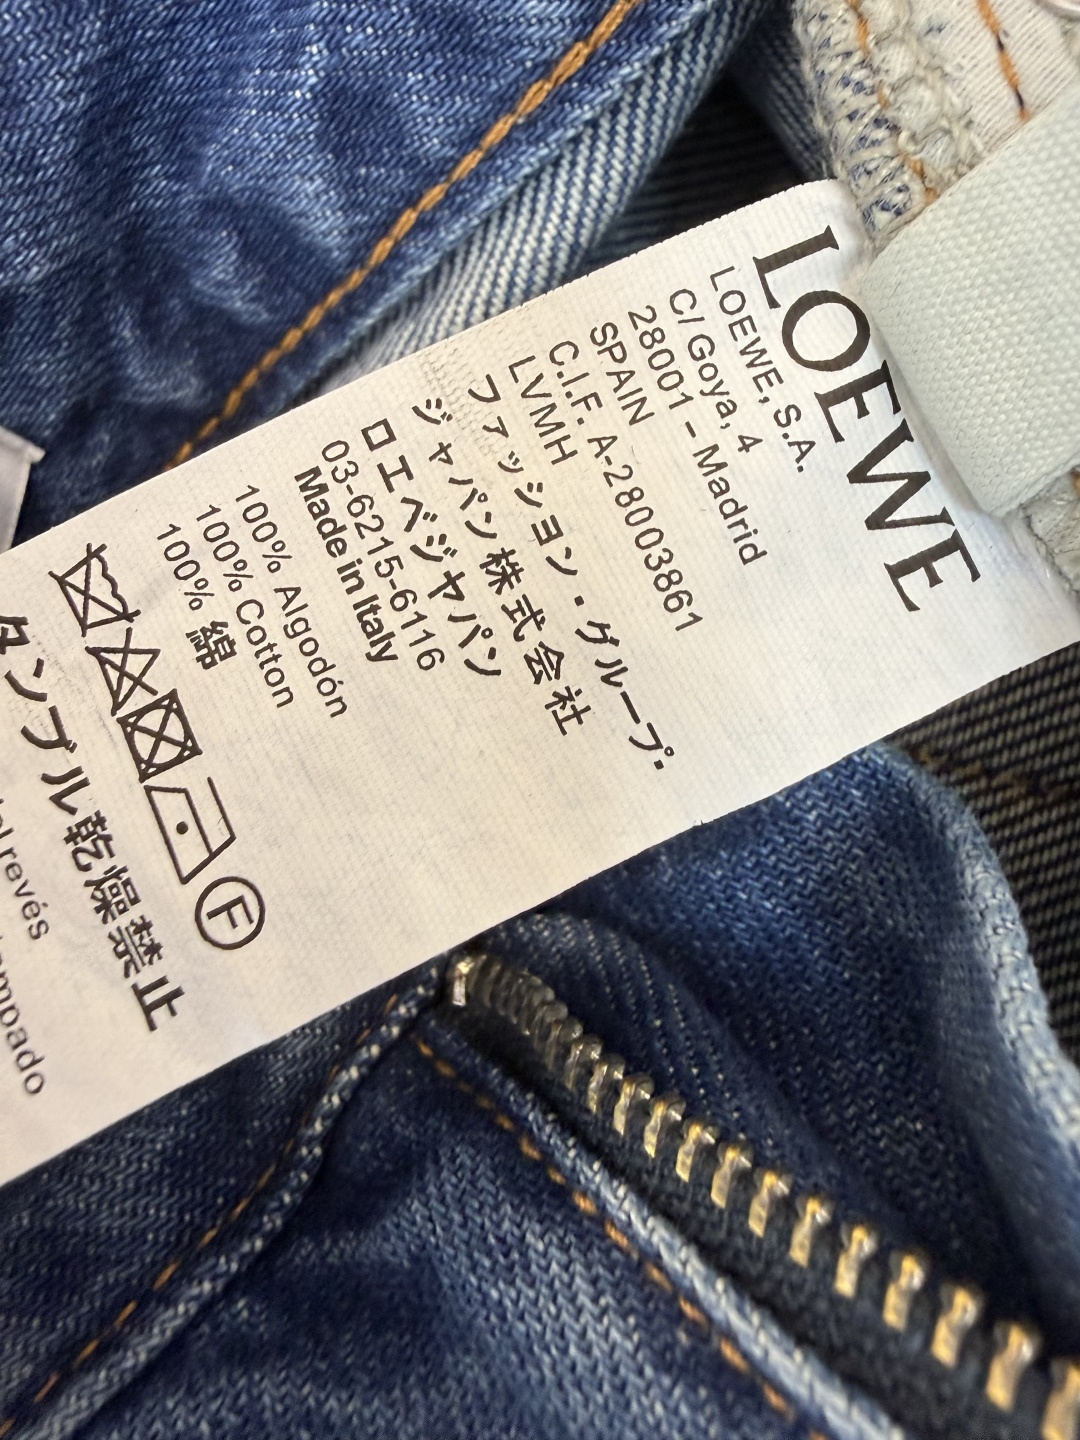 LOEWE
LOEWE, S.A.
C/ Goya, 4
28001 - Madrid
SPAIN
C.I.F. A-28003861
LVMH
ファッション・グループ・
ジャパン株式会社
ロエベジャパン
03-6215-6116
Made in Italy
100% Algodón
100% Cotton
100% 綿
F
タンブル乾燥禁止
revés